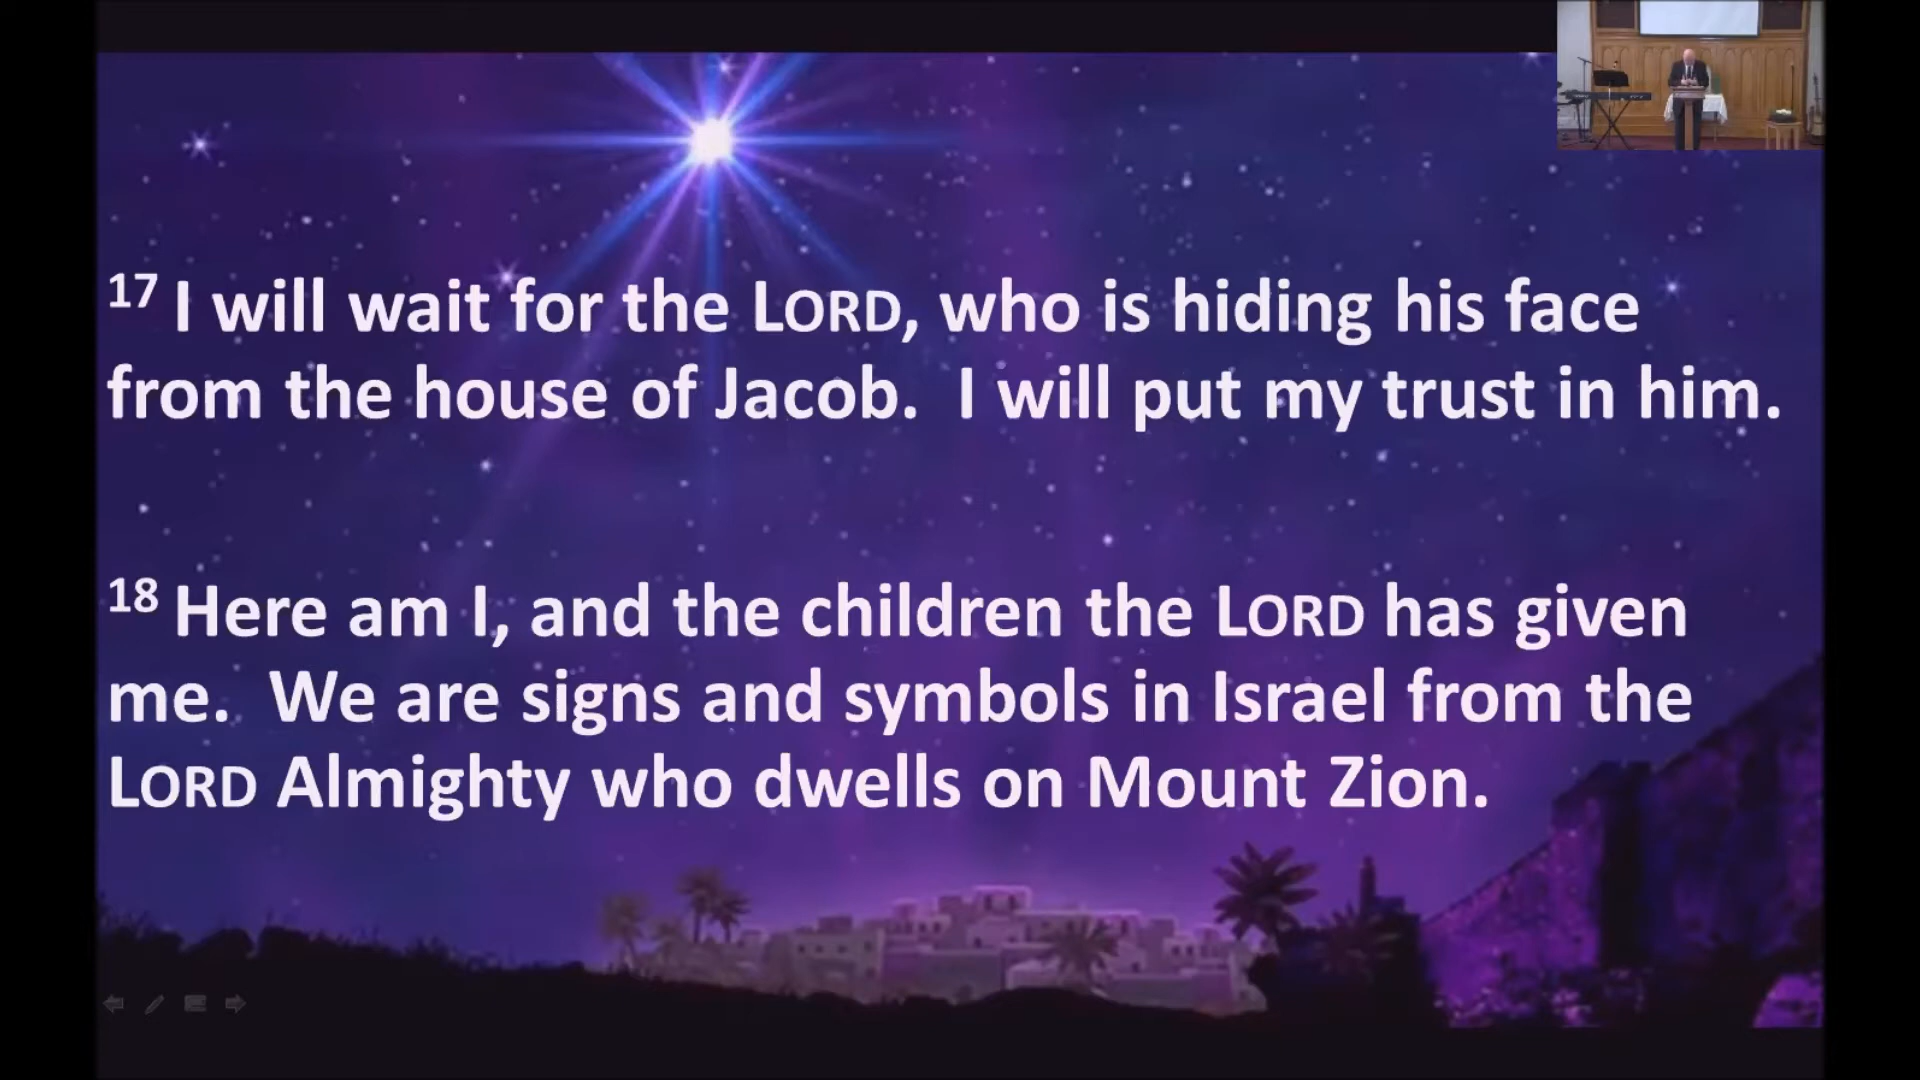 17 I will wait for the LORD, who is hiding his face
from the house of Jacob.  I will put my trust in him.
18 Here am I, and the children the LORD has given
me.  We are signs and symbols in Israel from the
LORD Almighty who dwells on Mount Zion.